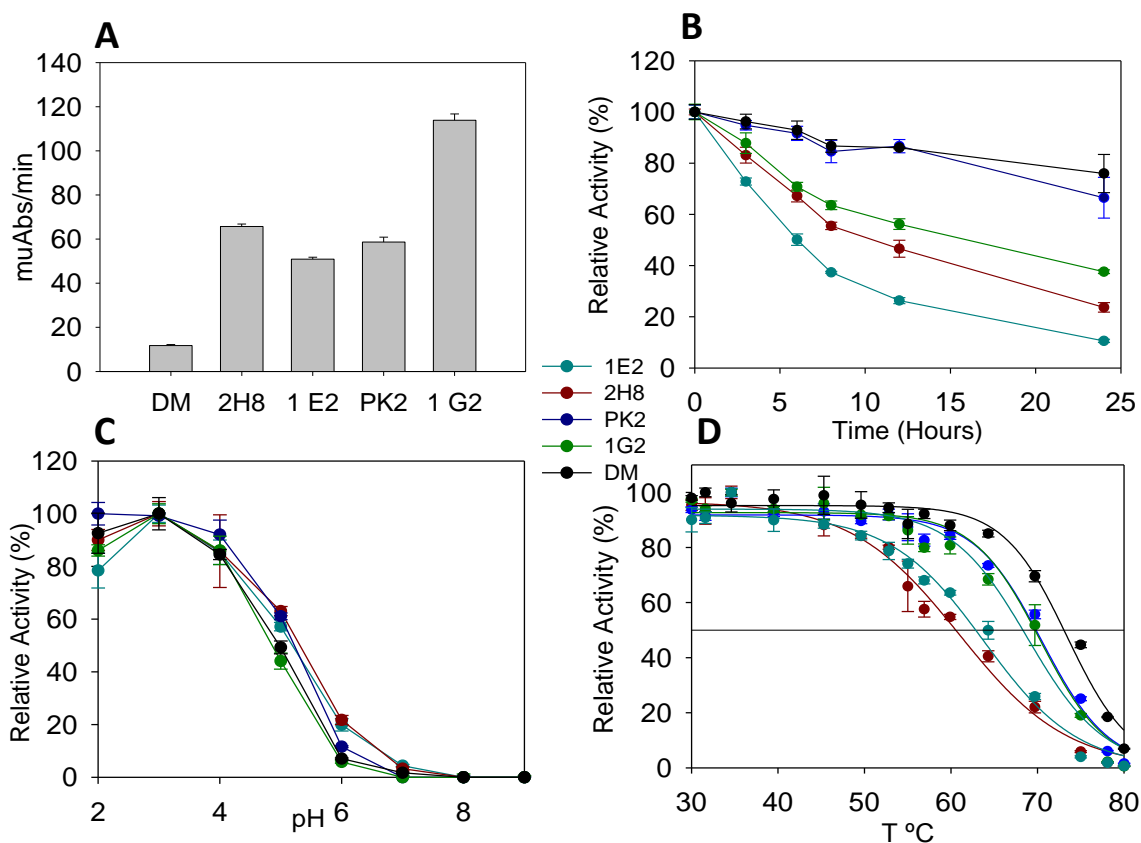 A
muAbs/min
140
120
100
80
60
40
20
0
DM 2H8 1 E2 PK2 1 G2
B
Relative Activity (%)
120
100
80
60
40
20
0
0 5 10 15 20 25
Time (Hours)
1E2
2H8
PK2
1G2
DM
C
Relative Activity (%)
120
100
80
60
40
20
0
2 4 6 8
pH
D
Relative Activity (%)
100
80
60
40
20
0
30 40 50 60 70 80
T ºC